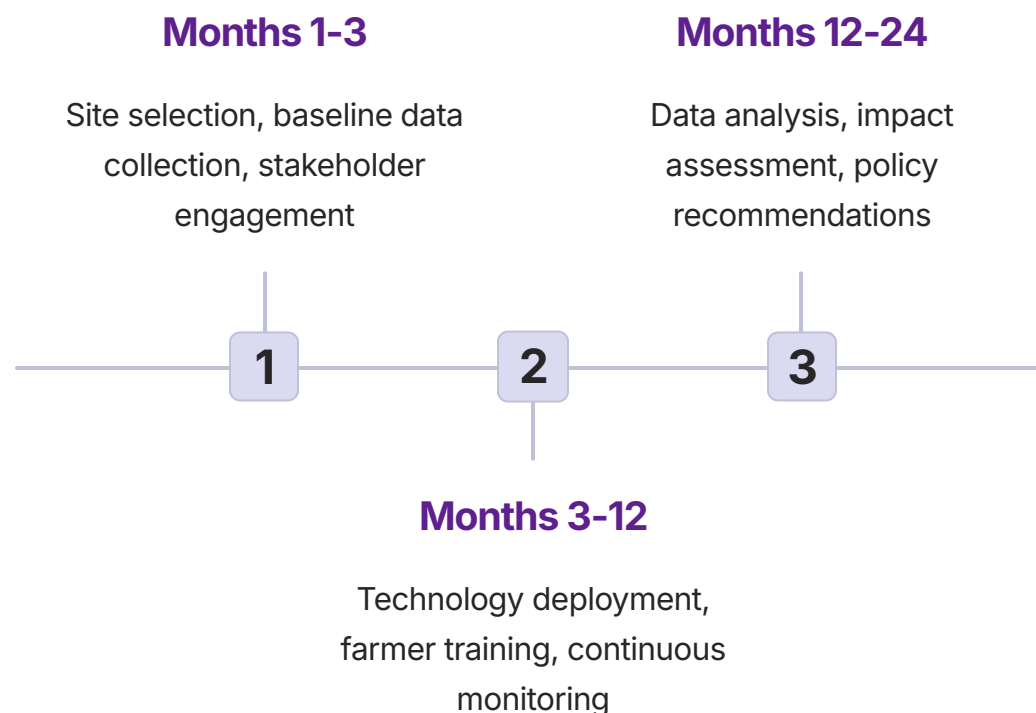 Months 1-3
Site selection, baseline data
collection, stakeholder
engagement
Months 12-24
Data analysis, impact
assessment, policy
recommendations
1
2
3
Months 3-12
Technology deployment,
farmer training, continuous
monitoring